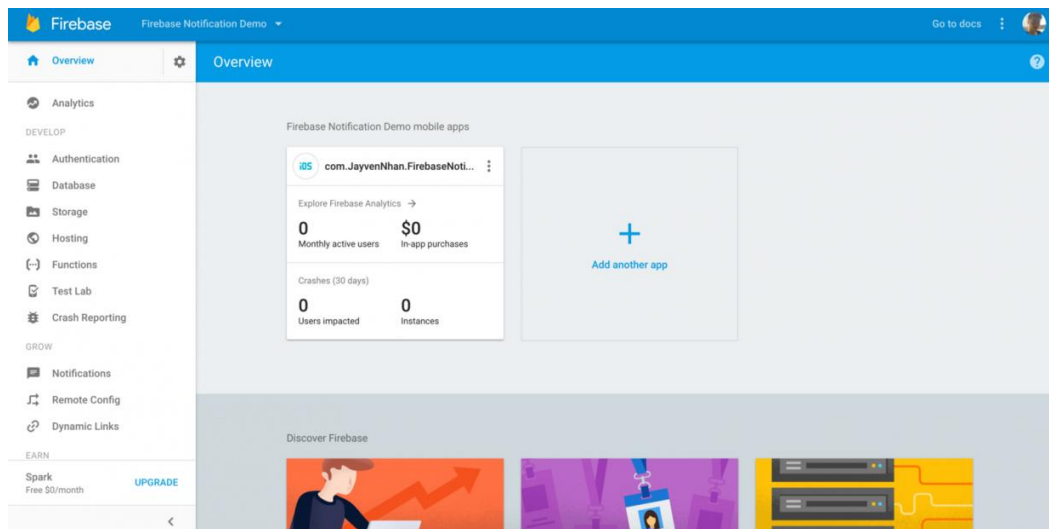 Firebase
Firebase Notification Demo
Go to docs
Overview
Overview
Analytics
DEVELOP
Authentication
Database
Storage
Hosting
Functions
Test Lab
Crash Reporting
GROW
Notifications
Remote Config
Dynamic Links
EARN
Spark
Free $0/month
UPGRADE
Firebase Notification Demo mobile apps
iOS com.JayvenNhan.FirebaseNoti...
Explore Firebase Analytics
0 $0
Monthly active users In-app purchases
Crashes (30 days)
0 0
Users impacted Instances
Add another app
Discover Firebase